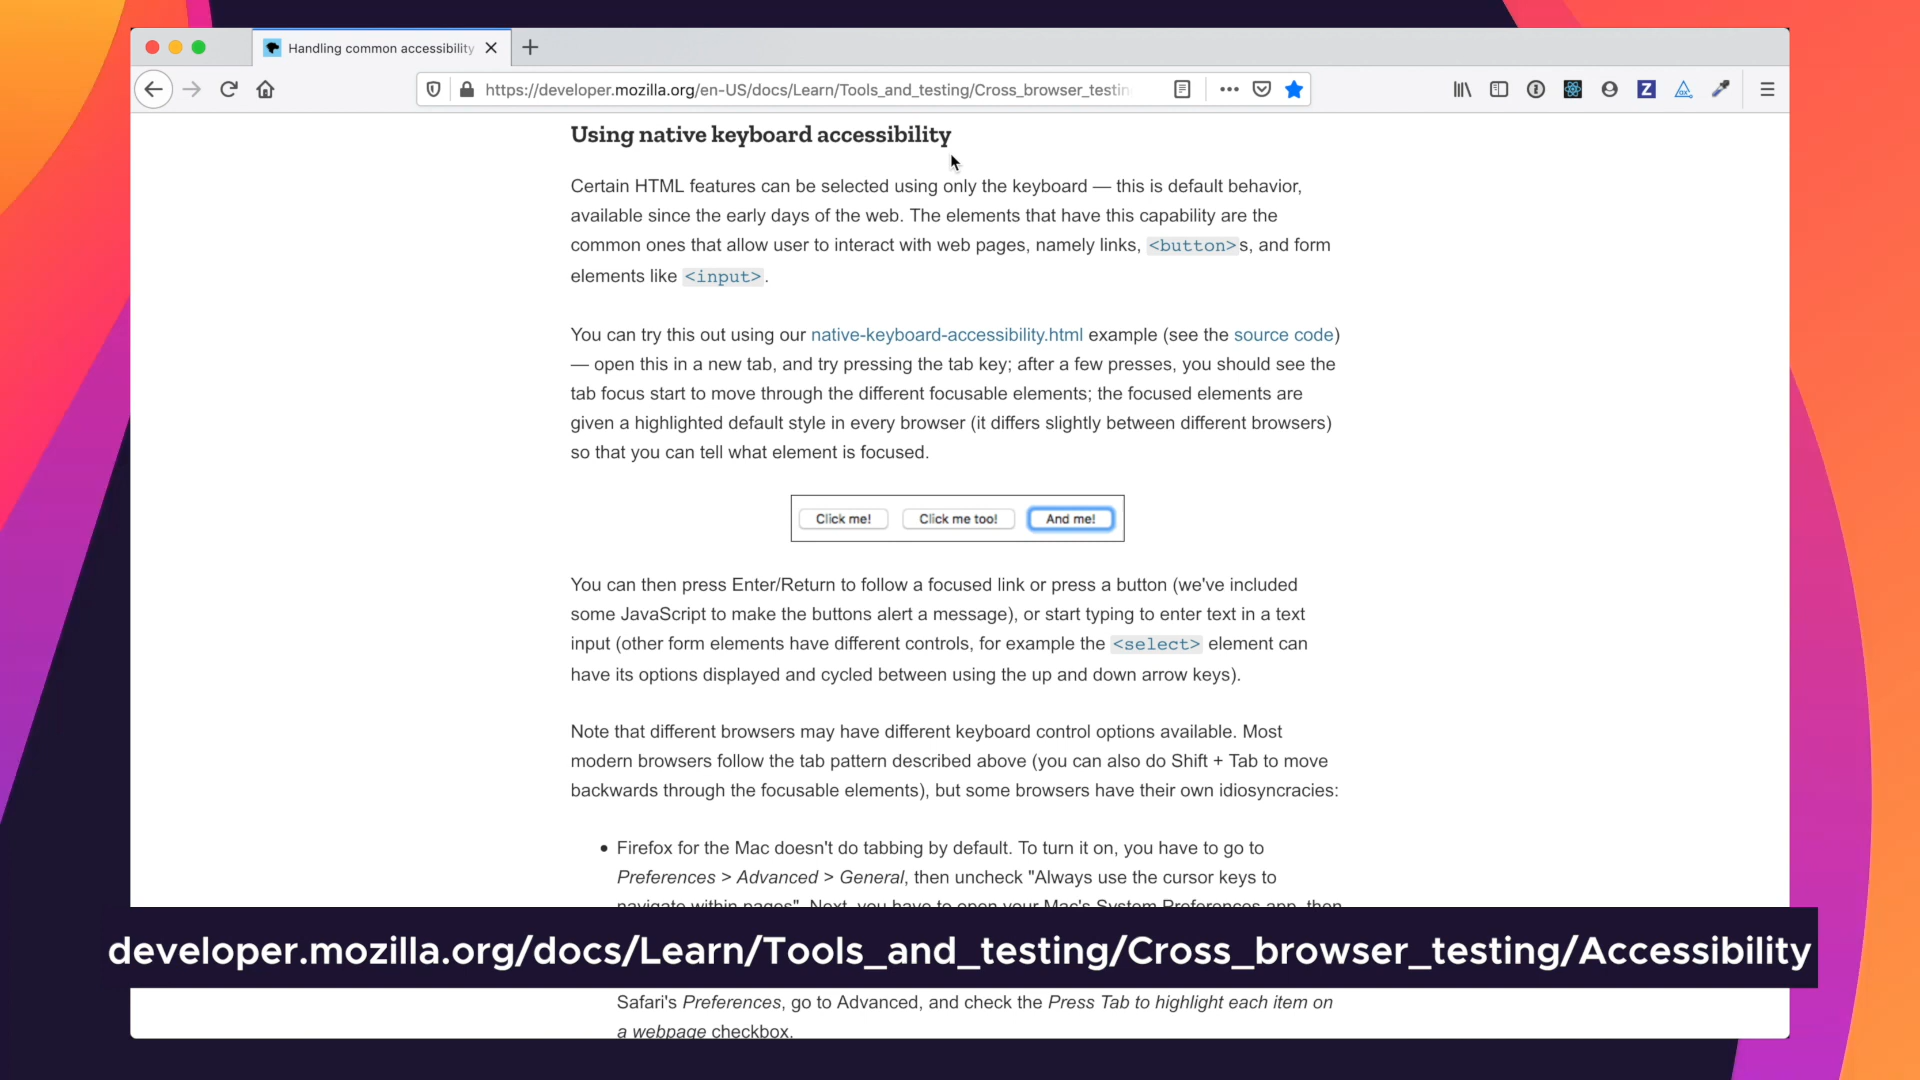 Handling common accessibility
https://developer.mozilla.org/en-US/docs/Learn/Tools_and_testing/Cross_browser_testin
Using native keyboard accessibility
Certain HTML features can be selected using only the keyboard — this is default behavior,
available since the early days of the web. The elements that have this capability are the
common ones that allow user to interact with web pages, namely links, <button>s, and form
elements like <input>.
You can try this out using our native-keyboard-accessibility.html example (see the source code)
— open this in a new tab, and try pressing the tab key; after a few presses, you should see the
tab focus start to move through the different focusable elements; the focused elements are
given a highlighted default style in every browser (it differs slightly between different browsers)
so that you can tell what element is focused.
Click me! Click me too! And me!
You can then press Enter/Return to follow a focused link or press a button (we've included
some JavaScript to make the buttons alert a message), or start typing to enter text in a text
input (other form elements have different controls, for example the <select> element can
have its options displayed and cycled between using the up and down arrow keys).
Note that different browsers may have different keyboard control options available. Most
modern browsers follow the tab pattern described above (you can also do Shift + Tab to move
backwards through the focusable elements), but some browsers have their own idiosyncracies:
• Firefox for the Mac doesn't do tabbing by default. To turn it on, you have to go to
Preferences > Advanced > General, then uncheck "Always use the cursor keys to
navigate within pages". Next, you have to open your Mac's System Preferences app, then
developer.mozilla.org/docs/Learn/Tools_and_testing/Cross_browser_testing/Accessibility
Safari's Preferences, go to Advanced, and check the Press Tab to highlight each item on
a webpage checkbox.